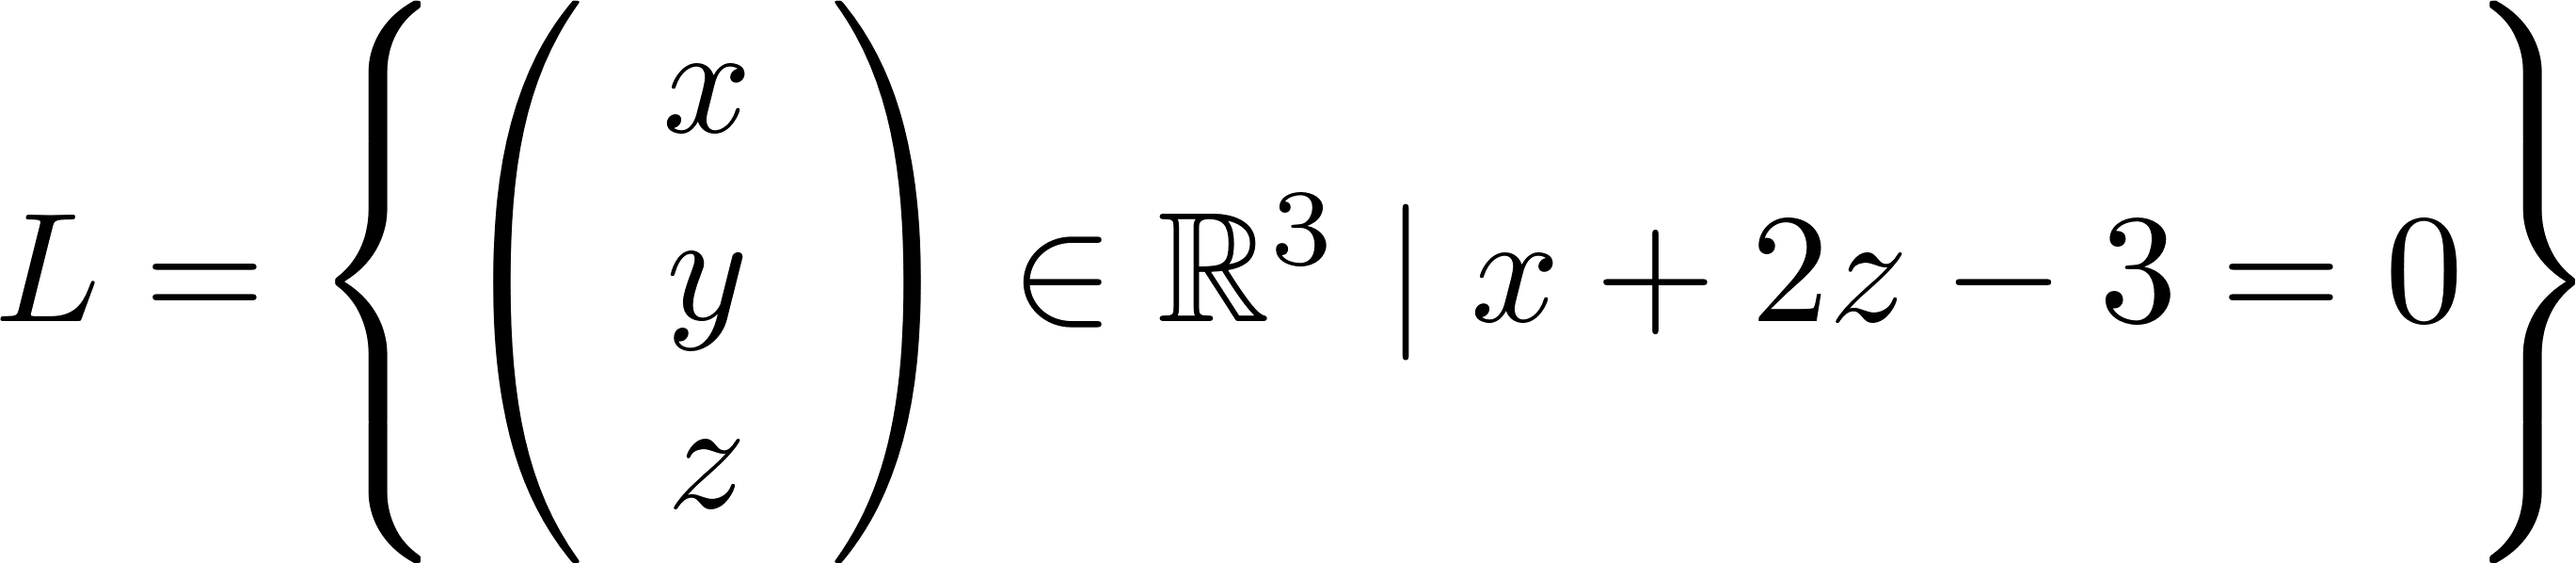 L = { ( x y z ) ∈ ℝ³ | x + 2z − 3 = 0 }